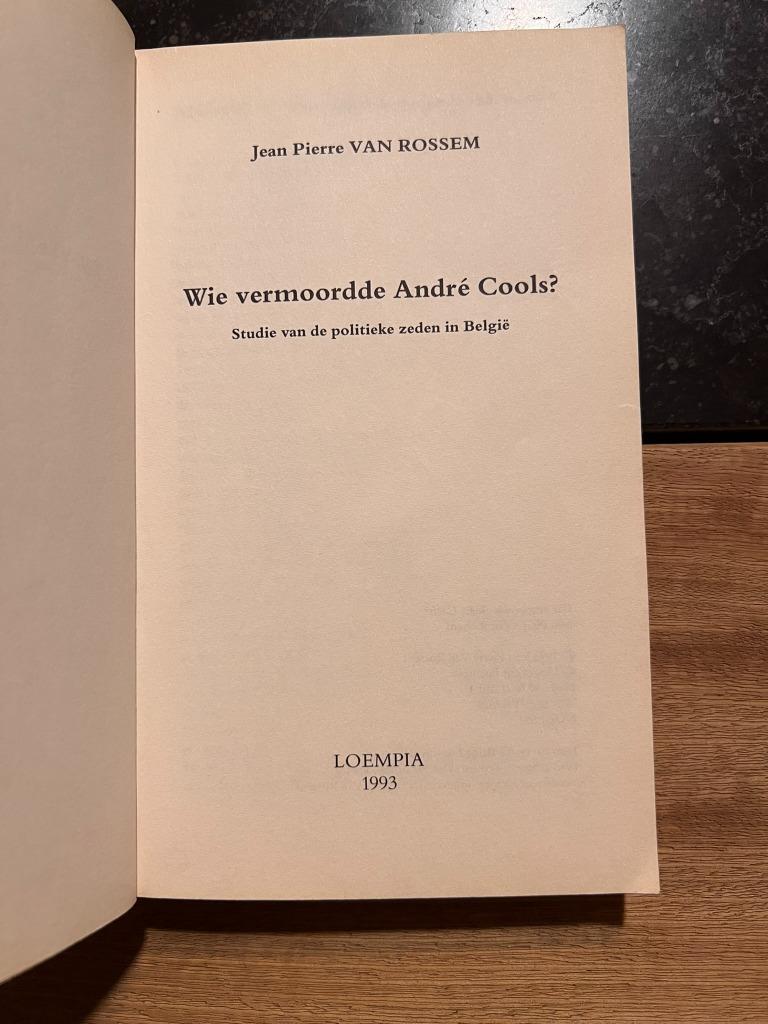 Jean Pierre VAN ROSSEM
Wie vermoordde André Cools?
Studie van de politieke zeden in België
LOEMPIA
1993